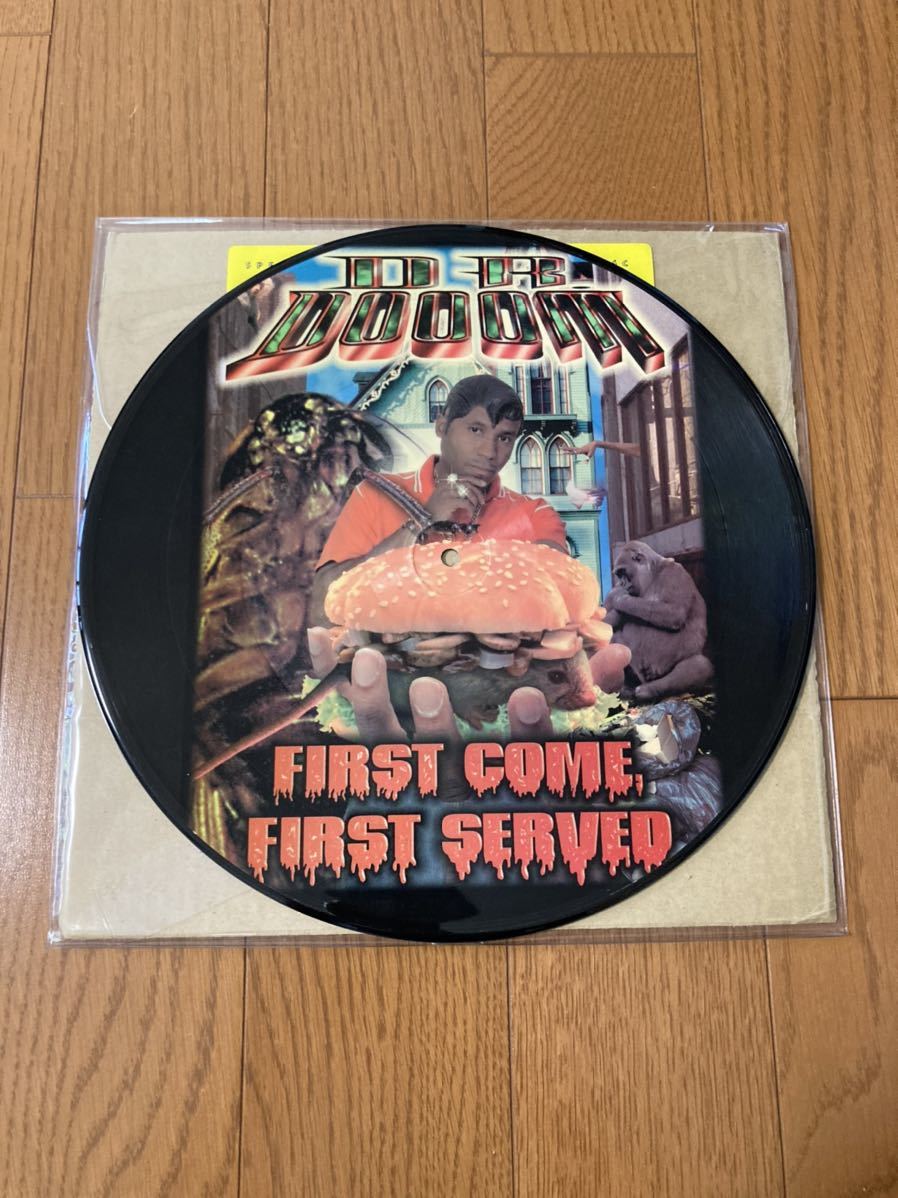 DR.
DOOOM
FIRST COME,
FIRST SERVED